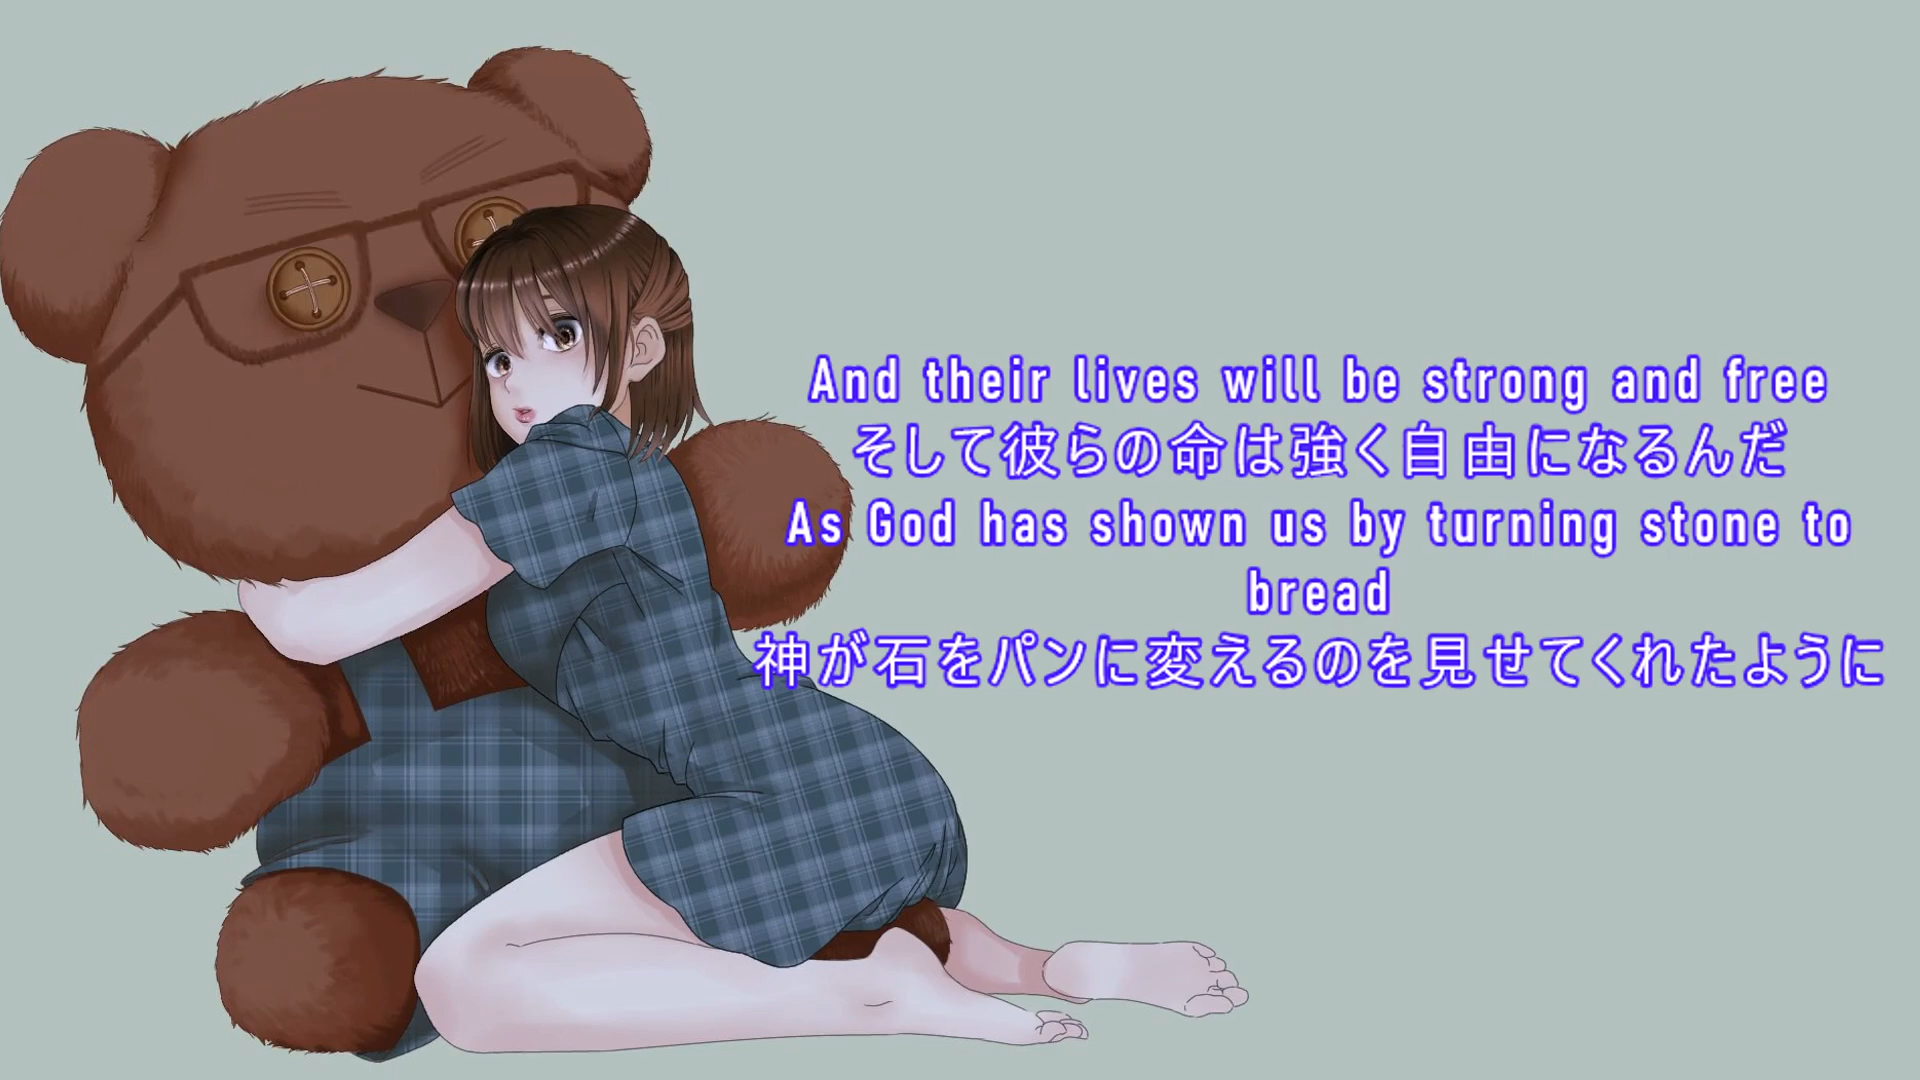 And their lives will be strong and free
そして彼らの命は強く自由になるんだ
As God has shown us by turning stone to
bread
神が石をパンに変えるのを見せてくれたように